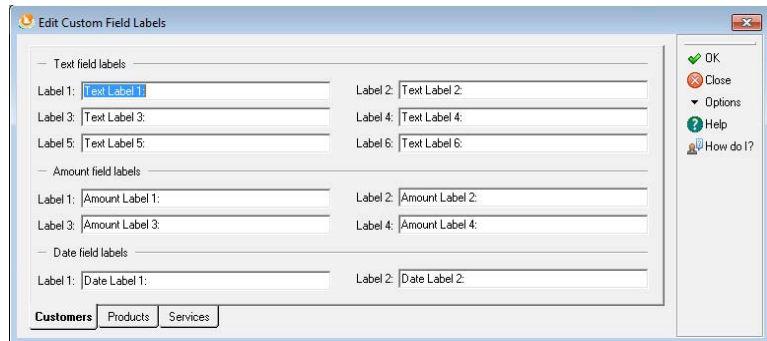 Edit Custom Field Labels
Text field labels
Label 1: Text Label 1: Label 2: Text Label 2:
Label 3: Text Label 3: Label 4: Text Label 4:
Label 5: Text Label 5: Label 6: Text Label 6:
Amount field labels
Label 1: Amount Label 1: Label 2: Amount Label 2:
Label 3: Amount Label 3: Label 4: Amount Label 4:
Date field labels
Label 1: Date Label 1: Label 2: Date Label 2:
Customers Products Services
OK
Close
Options
Help
How do I?